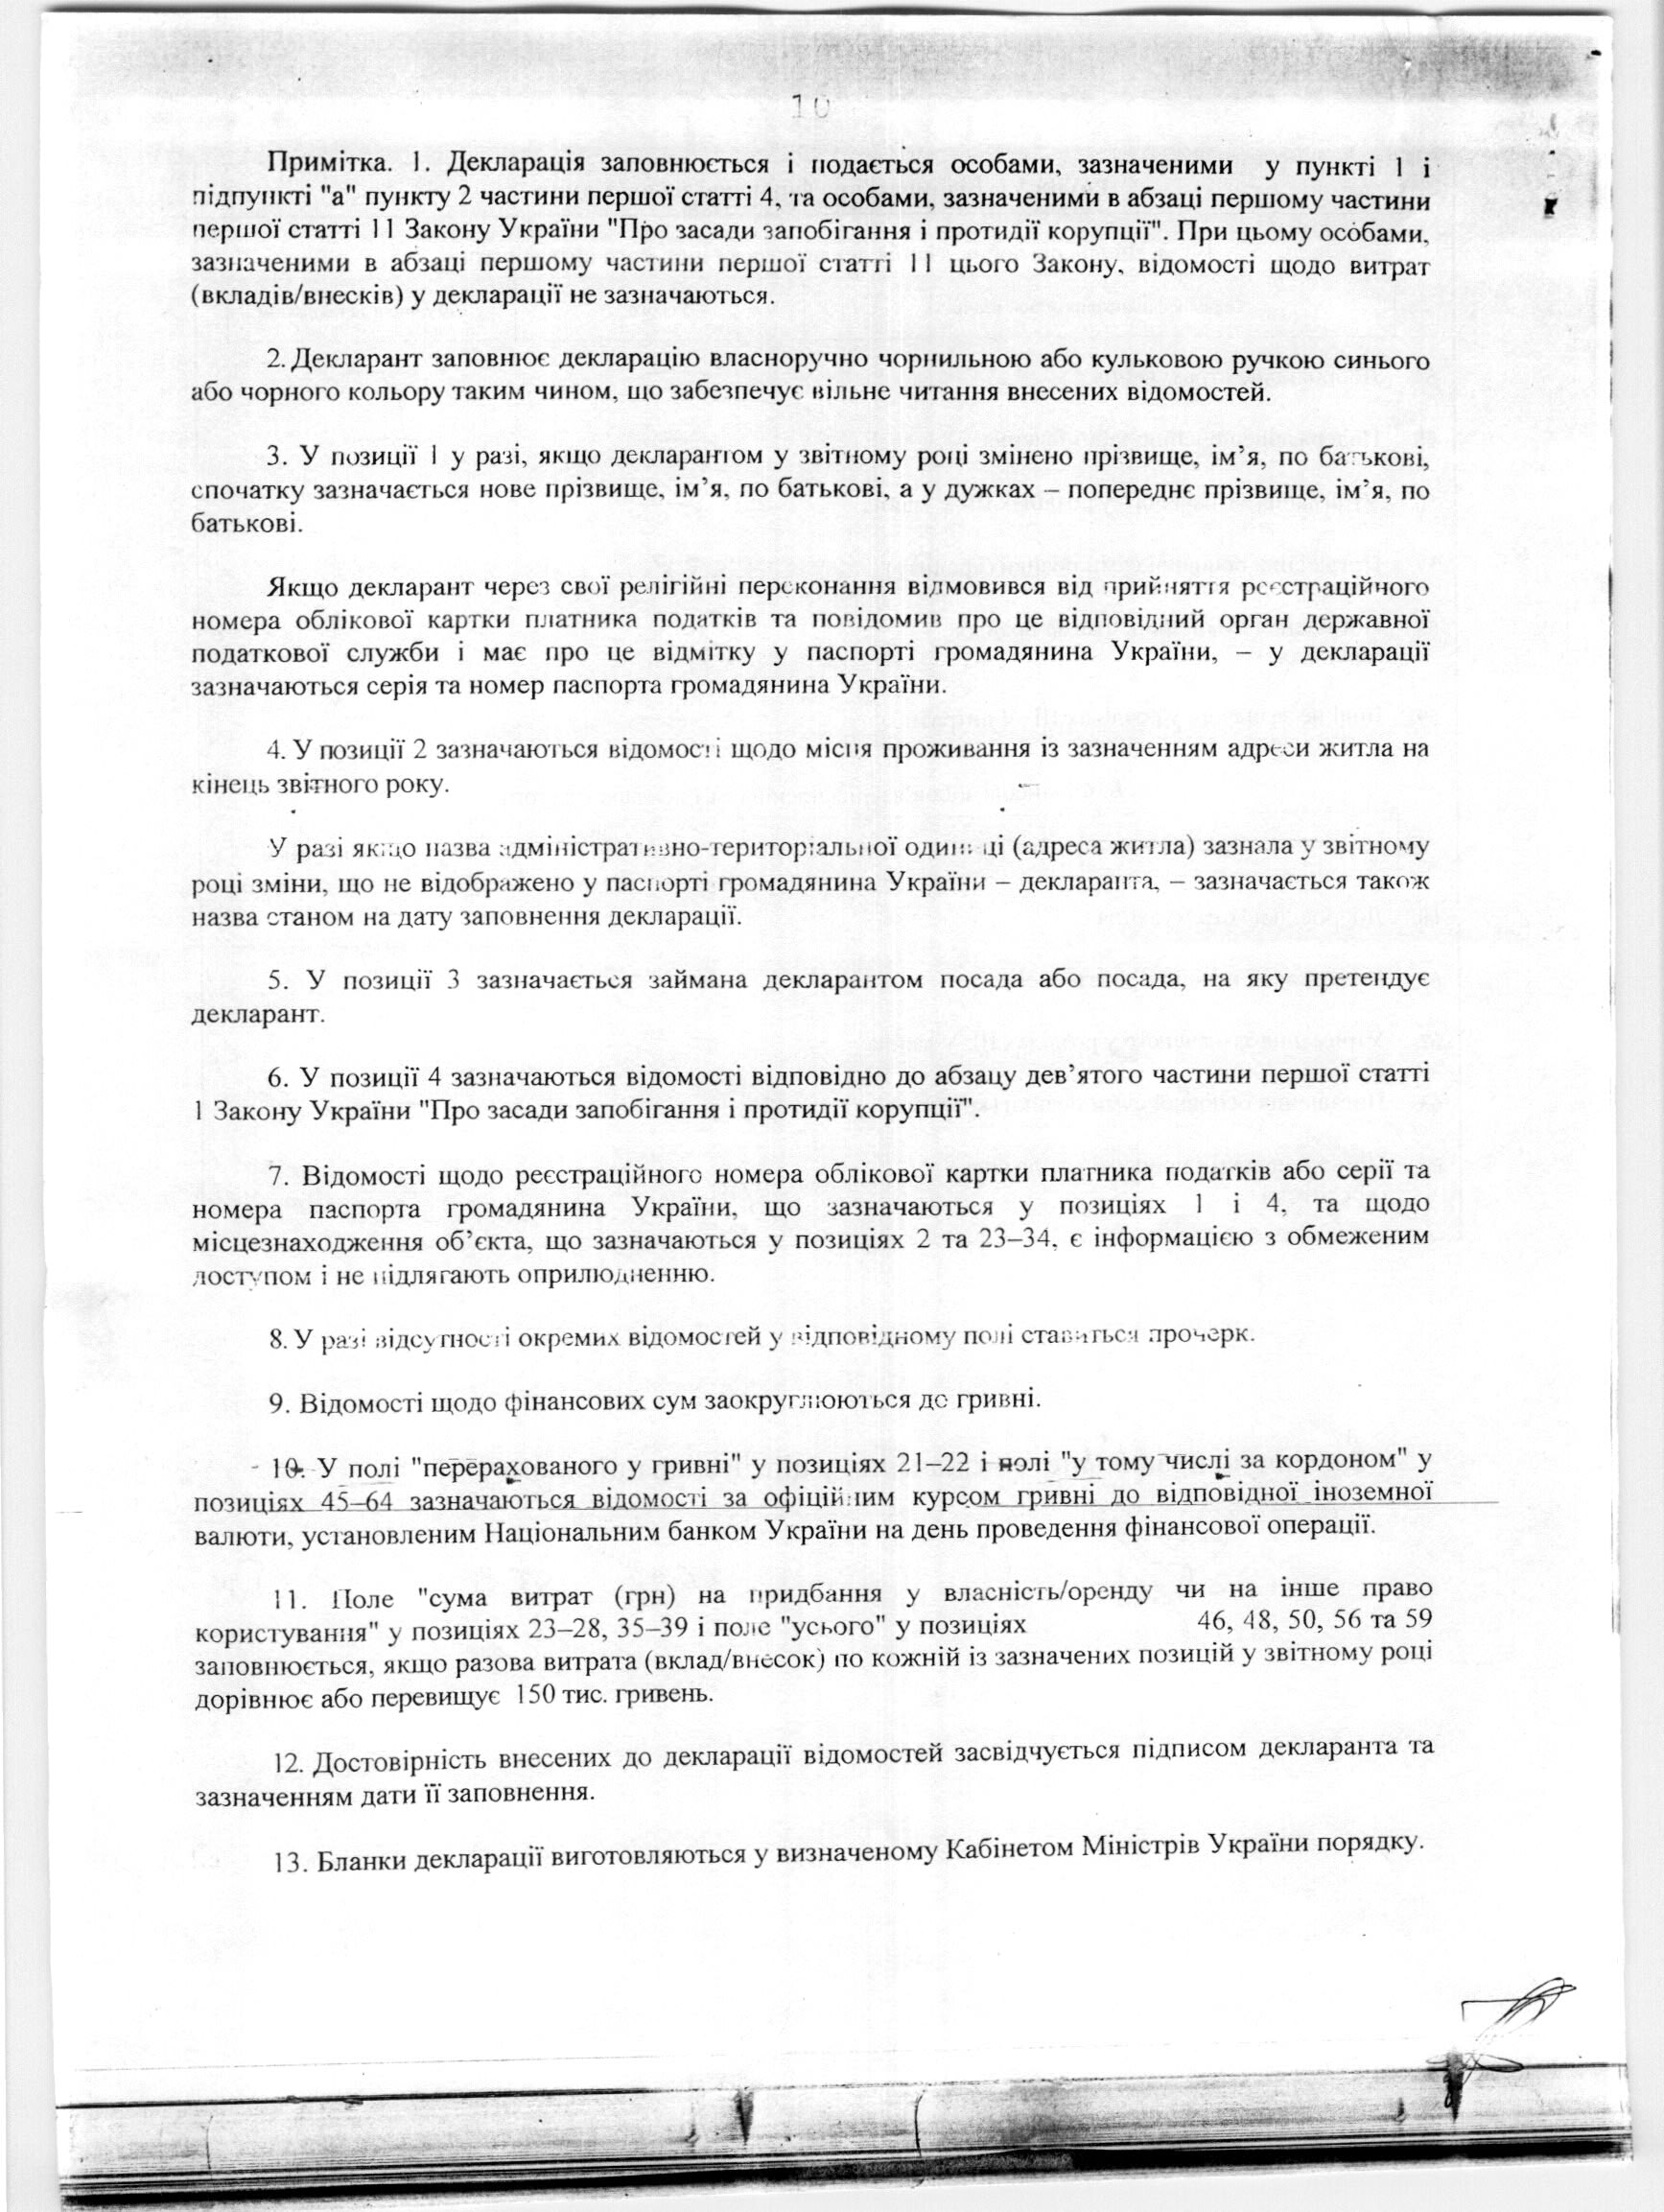 10
Примітка. 1. Декларація заповнюється і подається особами, зазначеними у пункті 1 і
підпункті "а" пункту 2 частини першої статті 4, та особами, зазначеними в абзаці першому частини
першої статті 11 Закону України "Про засади запобігання і протидії корупції". При цьому особами,
зазначеними в абзаці першому частини першої статті 11 цього Закону, відомості щодо витрат
(вкладів/внесків) у декларації не зазначаються.
2. Декларант заповнює декларацію власноручно чорнильною або кульковою ручкою синього
або чорного кольору таким чином, що забезпечує вільне читання внесених відомостей.
3. У позиції 1 у разі, якщо декларантом у звітному році змінено прізвище, ім’я, по батькові,
спочатку зазначається нове прізвище, ім’я, по батькові, а у дужках – попереднє прізвище, ім’я, по
батькові.
Якщо декларант через свої релігійні переконання відмовився від прийняття реєстраційного
номера облікової картки платника податків та повідомив про це відповідний орган державної
податкової служби і має про це відмітку у паспорті громадянина України, – у декларації
зазначаються серія та номер паспорта громадянина України.
4. У позиції 2 зазначаються відомості щодо місця проживання із зазначенням адреси житла на
кінець звітного року.
У разі якщо назва адміністративно-територіальної одиниці (адреса житла) зазнала у звітному
році зміни, що не відображено у паспорті громадянина України – декларанта, – зазначається також
назва станом на дату заповнення декларації.
5. У позиції 3 зазначається займана декларантом посада або посада, на яку претендує
декларант.
6. У позиції 4 зазначаються відомості відповідно до абзацу дев’ятого частини першої статті
1 Закону України "Про засади запобігання і протидії корупції".
7. Відомості щодо реєстраційного номера облікової картки платника податків або серії та
номера паспорта громадянина України, що зазначаються у позиціях 1 і 4, та щодо
місцезнаходження об’єкта, що зазначаються у позиціях 2 та 23–34, є інформацією з обмеженим
доступом і не підлягають оприлюдненню.
8. У разі відсутності окремих відомостей у відповідному полі ставиться прочерк.
9. Відомості щодо фінансових сум заокруглюються до гривні.
10. У полі "перерахованого у гривні" у позиціях 21–22 і полі "у тому числі за кордоном" у
позиціях 45–64 зазначаються відомості за офіційним курсом гривні до відповідної іноземної
валюти, установленим Національним банком України на день проведення фінансової операції.
11. Поле "сума витрат (грн) на придбання у власність/оренду чи на інше право
користування" у позиціях 23–28, 35–39 і поле "усього" у позиціях 46, 48, 50, 56 та 59
заповнюється, якщо разова витрата (вклад/внесок) по кожній із зазначених позицій у звітному році
дорівнює або перевищує 150 тис. гривень.
12. Достовірність внесених до декларації відомостей засвідчується підписом декларанта та
зазначенням дати її заповнення.
13. Бланки декларації виготовляються у визначеному Кабінетом Міністрів України порядку.